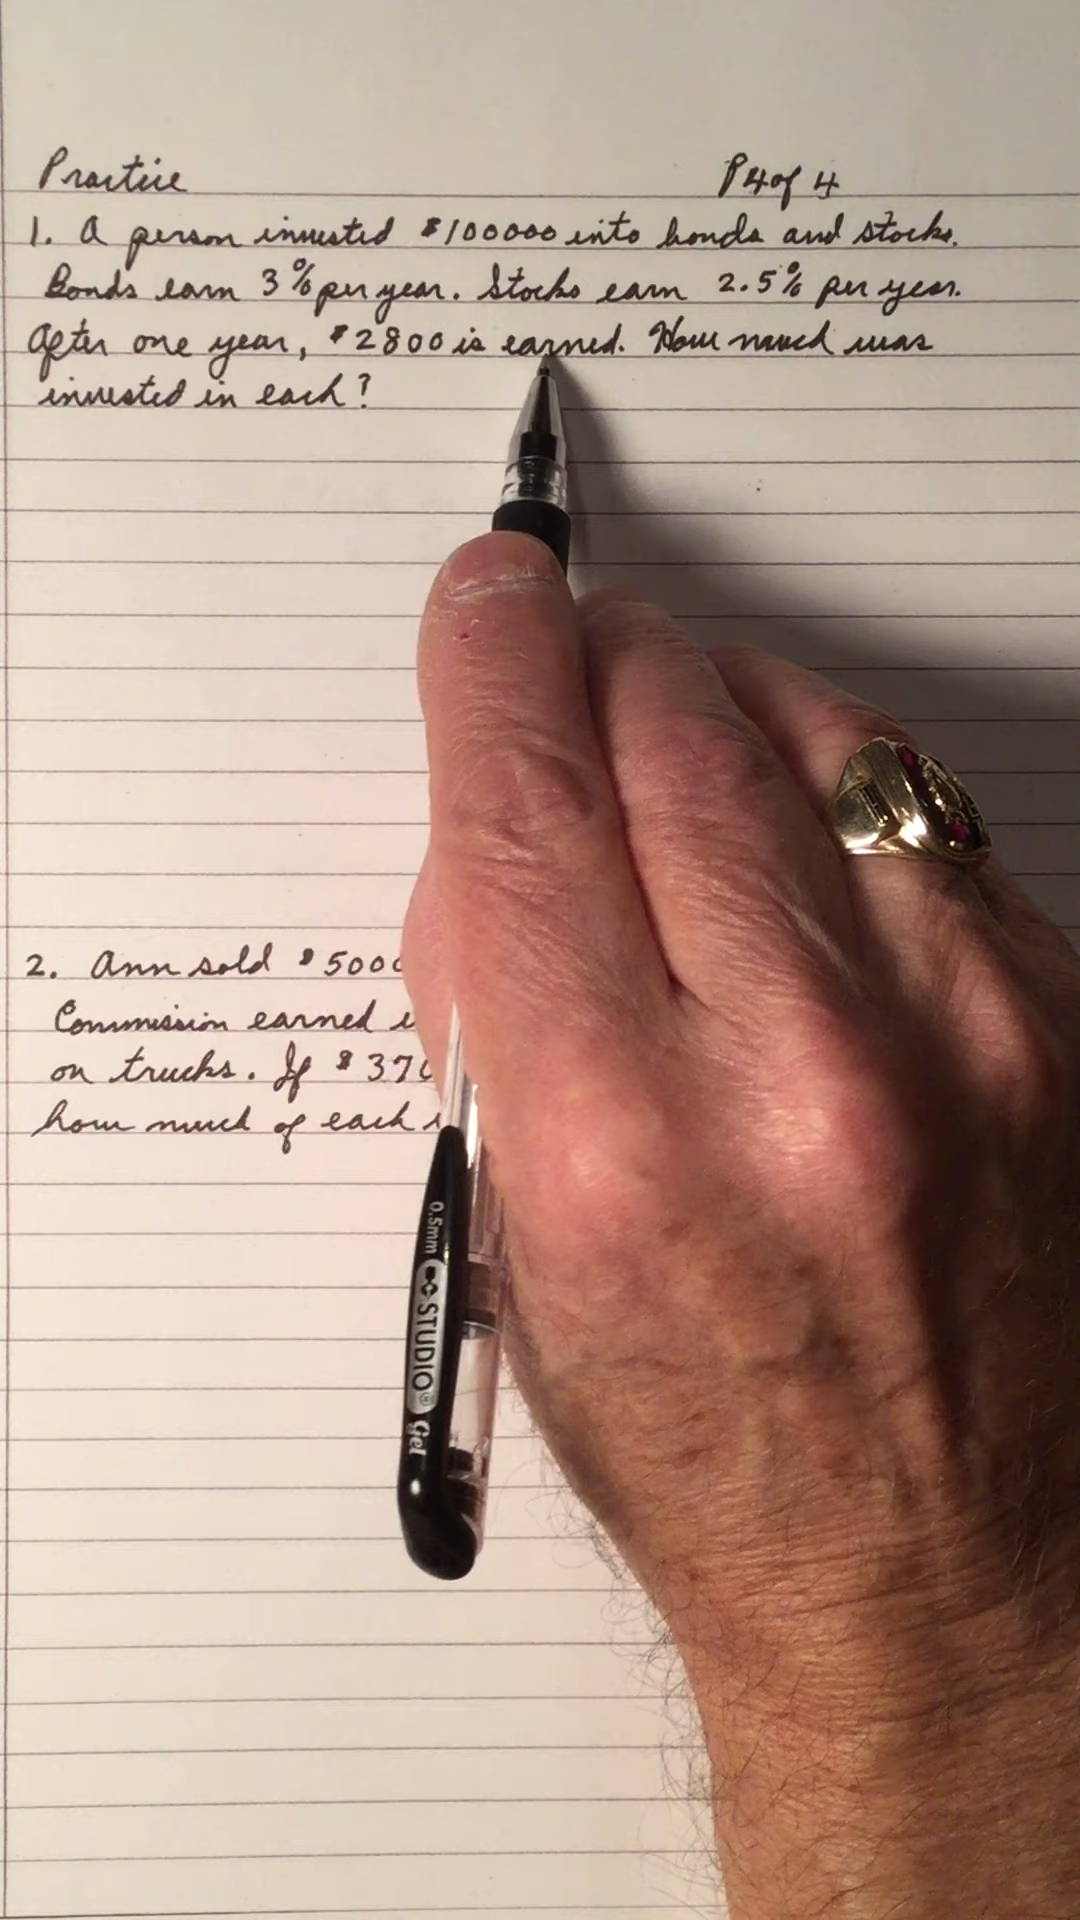 Practice P4 of 4
1. A person invested $100000 into bonds and stocks.
Bonds earn 3% per year. Stocks earn 2.5% per year.
After one year, $2800 is earned. How much was
invested in each?
2. Ann sold $500
Commission earned
on trucks. If $37
how much of each
0.5mm STUDIO Gel